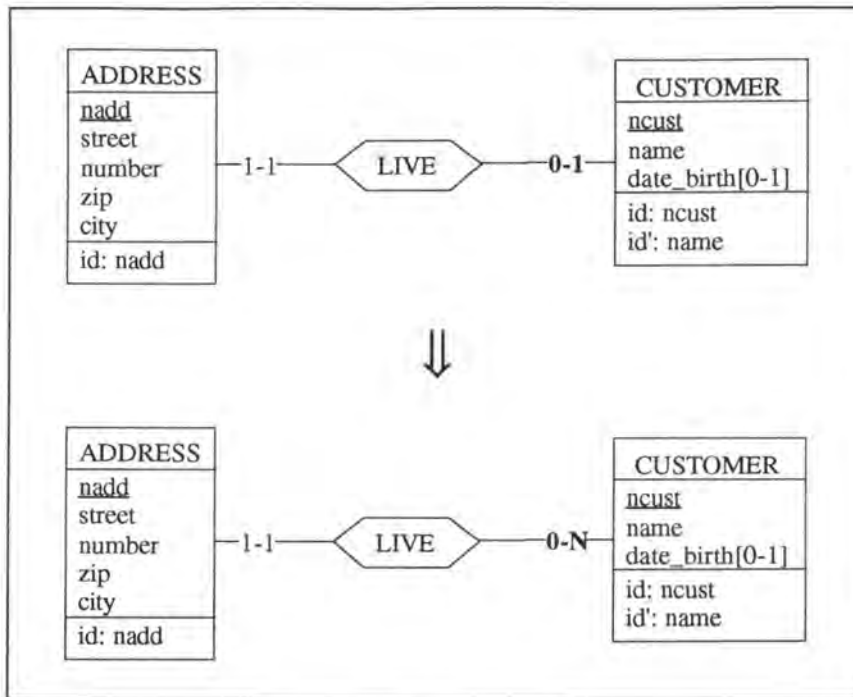 ADDRESS
nadd
street
number
zip
city
id: nadd
1-1
LIVE
0-1
CUSTOMER
ncust
name
date_birth[0-1]
id: ncust
id': name
⇓
ADDRESS
nadd
street
number
zip
city
id: nadd
1-1
LIVE
0-N
CUSTOMER
ncust
name
date_birth[0-1]
id: ncust
id': name